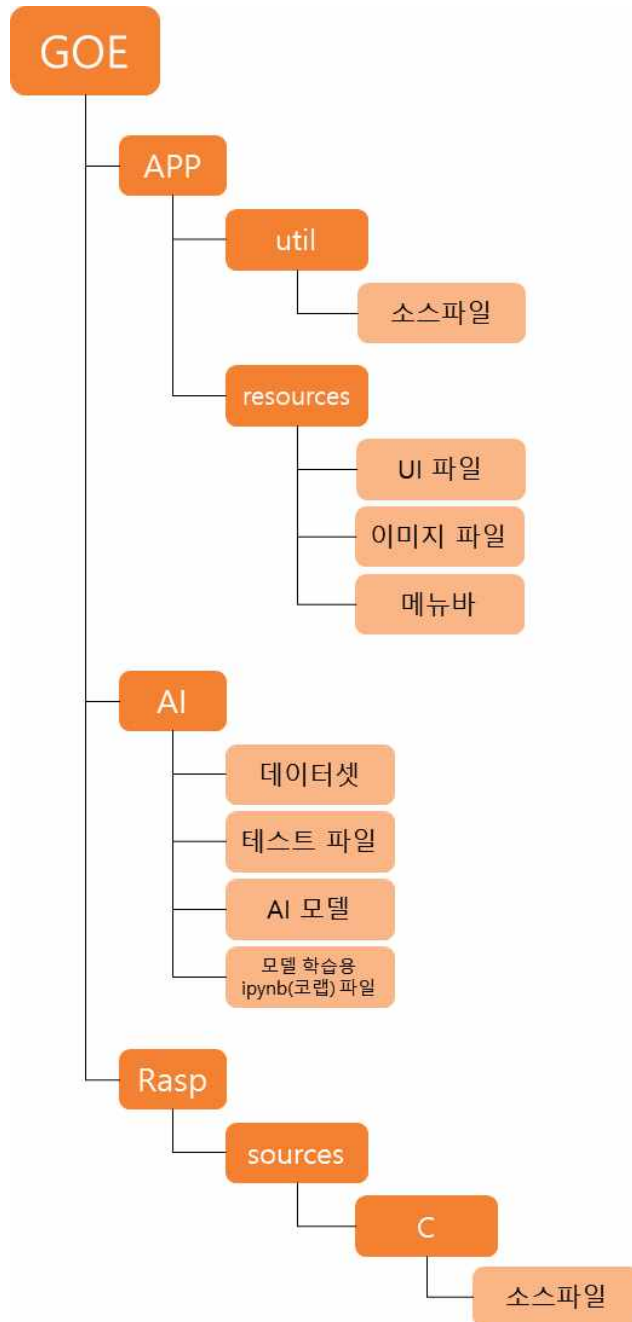 GOE
APP
util
소스파일
resources
UI 파일
이미지 파일
메뉴바
AI
데이터셋
테스트 파일
AI 모델
모델 학습용
ipynb(코랩) 파일
Rasp
sources
C
소스파일